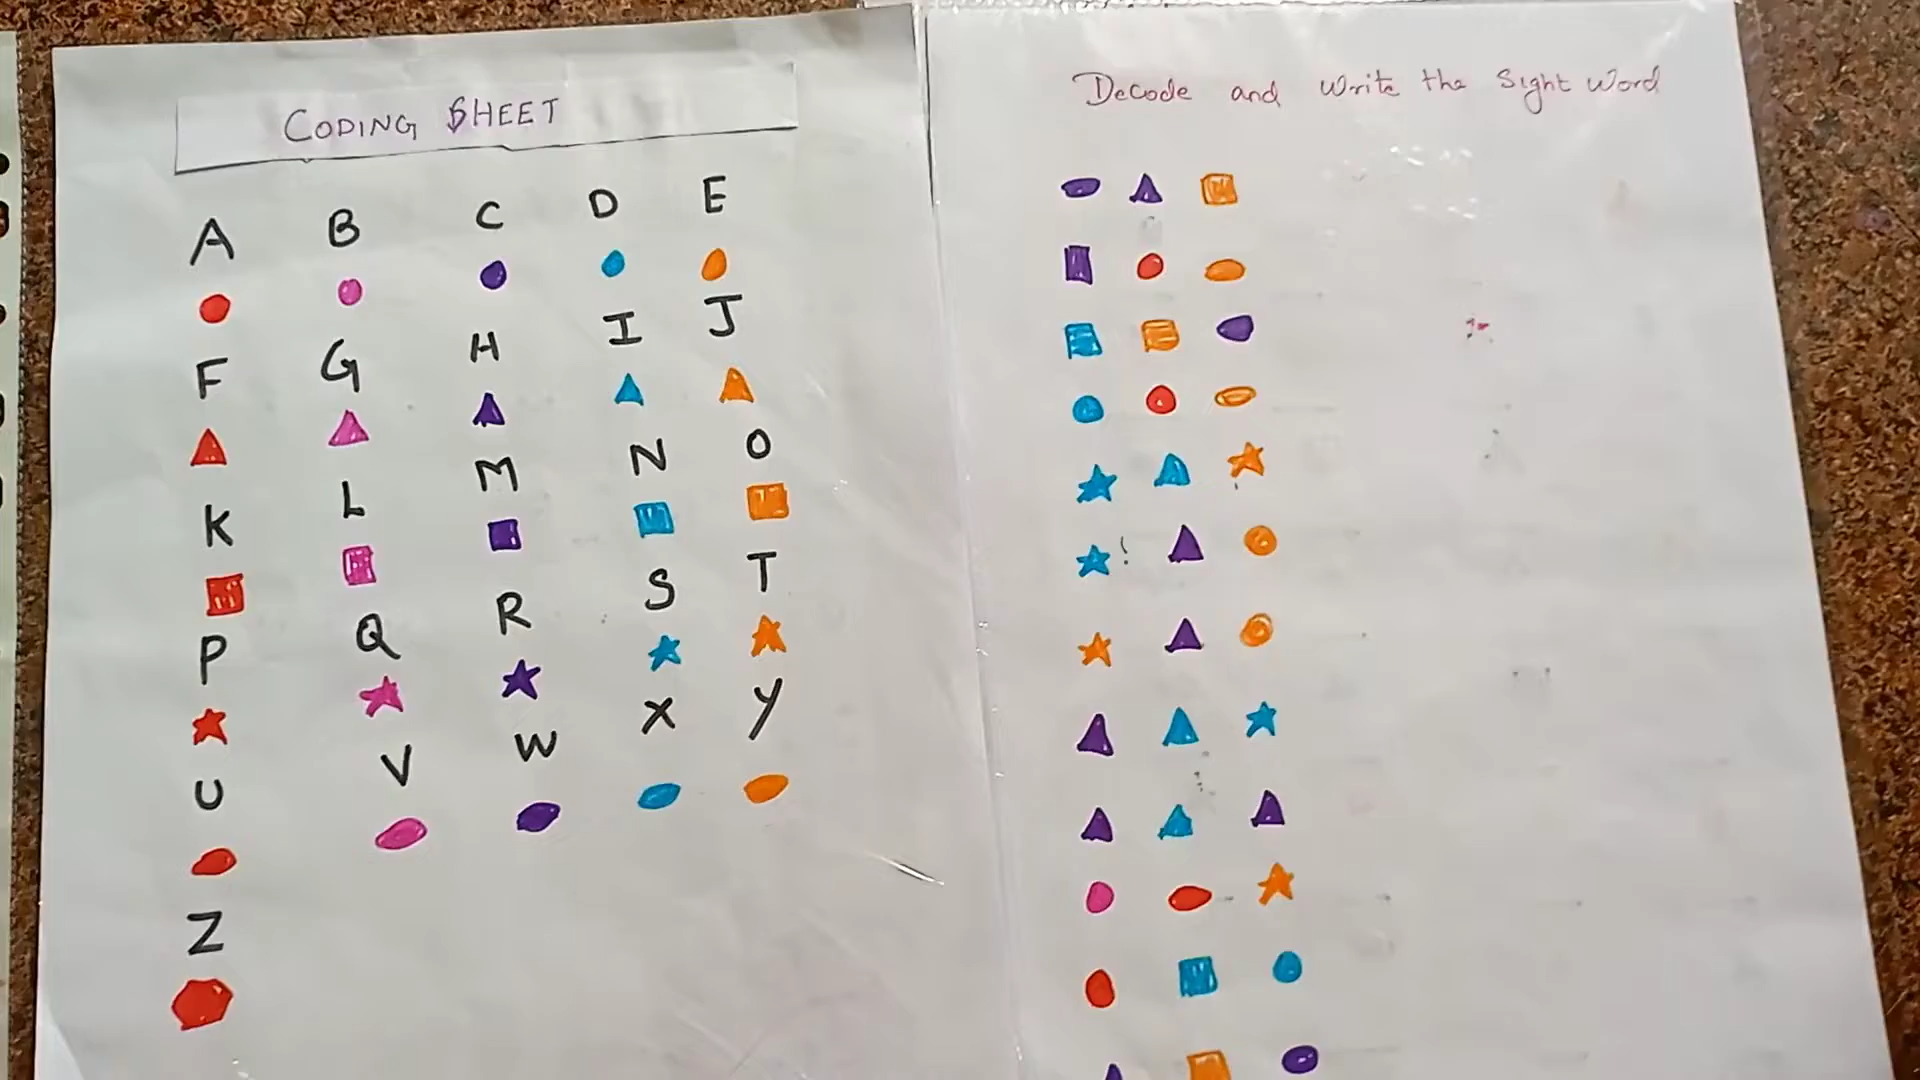 CODING SHEET
A B C D E
F G H I J
K L M N O
P Q R S T
U V W X Y
Z
Decode and Write the Sight Word